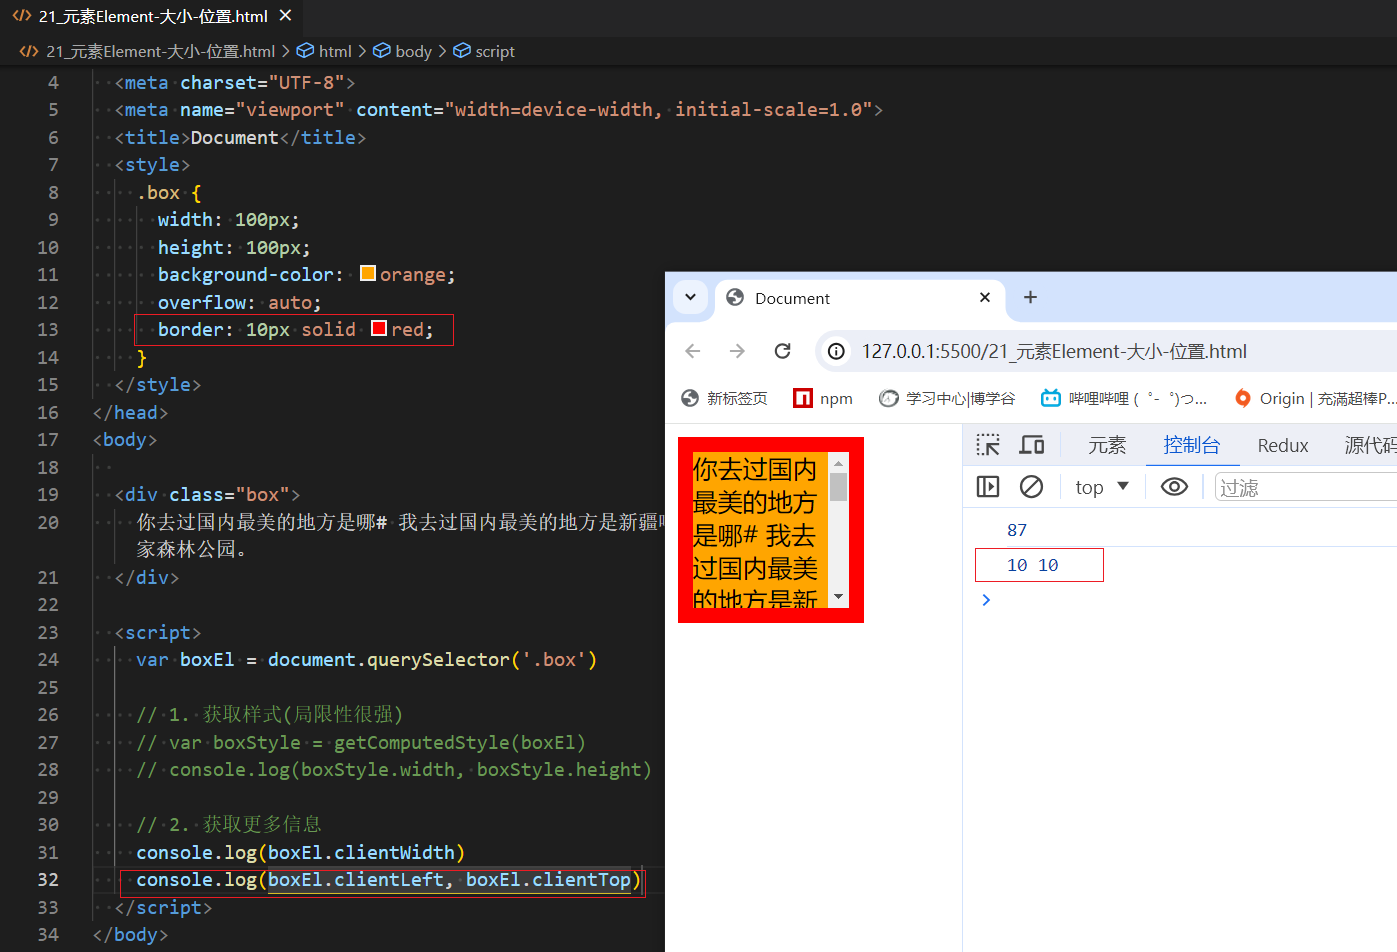 21_元素Element-大小-位置.html
21_元素Element-大小-位置.html > html > body > script
4 <meta charset="UTF-8">
5 <meta name="viewport" content="width=device-width, initial-scale=1.0">
6 <title>Document</title>
7 <style>
8 .box {
9 width: 100px;
10 height: 100px;
11 background-color: orange;
12 overflow: auto;
13 border: 10px solid red;
14 }
15 </style>
16 </head>
17 <body>
18
19 <div class="box">
20 你去过国内最美的地方是哪# 我去过国内最美的地方是新疆
家森林公园。
21 </div>
22
23 <script>
24 var boxEl = document.querySelector('.box')
25
26 // 1. 获取样式(局限性很强)
27 // var boxStyle = getComputedStyle(boxEl)
28 // console.log(boxStyle.width, boxStyle.height)
29
30 // 2. 获取更多信息
31 console.log(boxEl.clientWidth)
32 console.log(boxEl.clientLeft, boxEl.clientTop)
33 </script>
34 </body>
Document
127.0.0.1:5500/21_元素Element-大小-位置.html
新标签页 npm 学习中心|博学谷 哔哩哔哩 (゜-゜)つ... Origin | 充满超棒P...
你去过国内
最美的地方
是哪# 我去
过国内最美
的地方是新
元素 控制台 Redux 源代码
top 过滤
87
10 10